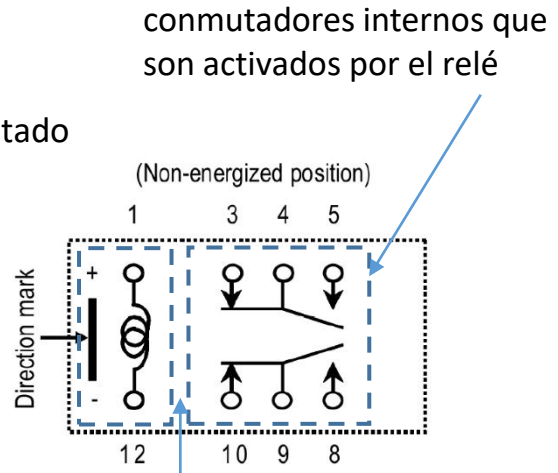 conmutadores internos que
son activados por el relé
tado
(Non-energized position)
1 3 4 5
+
Direction mark
-
12 10 9 8